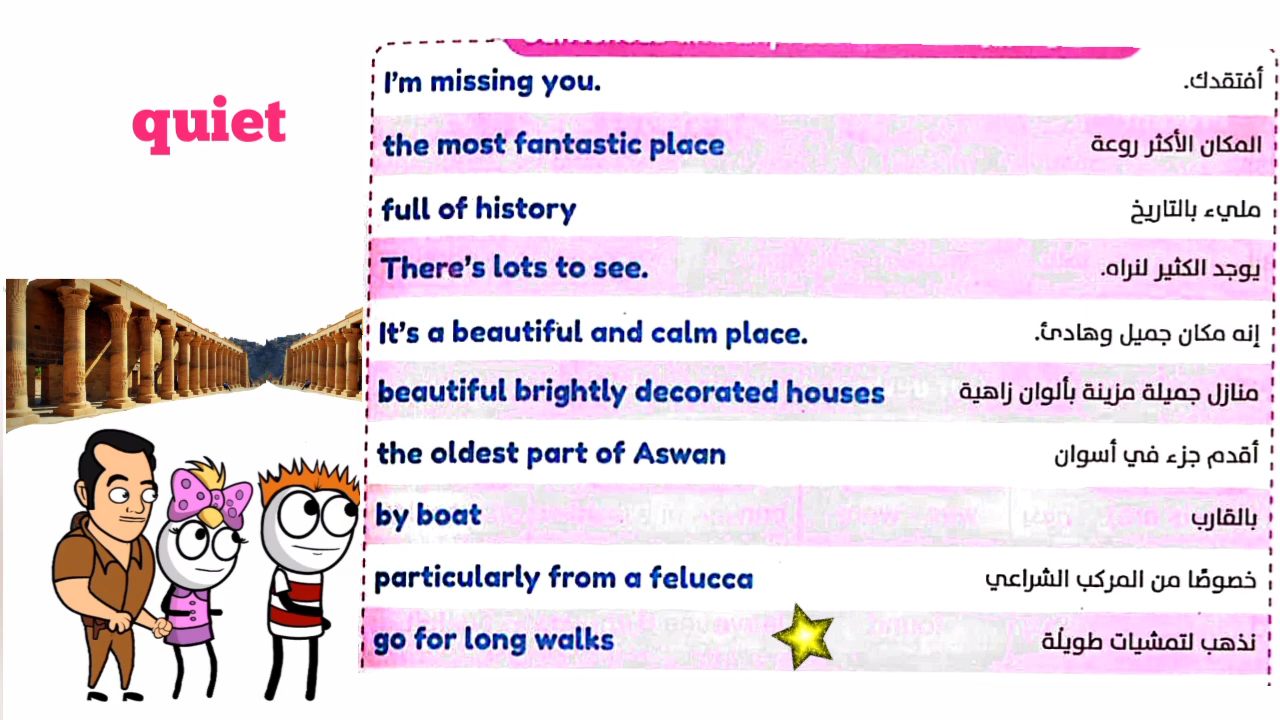 quiet
I'm missing you. أفتقدك.
the most fantastic place المكان الأكثر روعة
full of history مليء بالتاريخ
There's lots to see. يوجد الكثير لنراه.
It's a beautiful and calm place. إنه مكان جميل وهادئ.
beautiful brightly decorated houses منازل جميلة مزينة بألوان زاهية
the oldest part of Aswan أقدم جزء في أسوان
by boat بالقارب
particularly from a felucca خصوصًا من المركب الشراعي
go for long walks نذهب لتمشيات طويلة